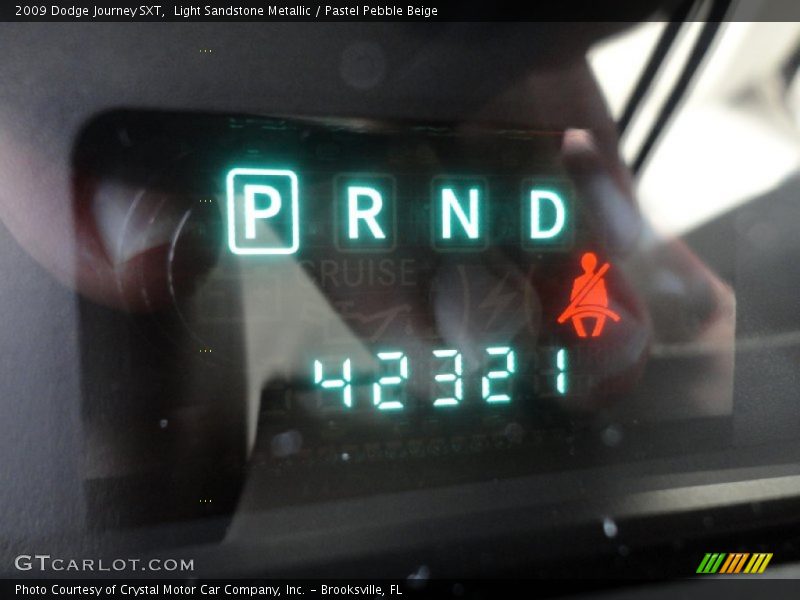 2009 Dodge Journey SXT,  Light Sandstone Metallic / Pastel Pebble Beige
P R N D
CRUISE
42321
GTCARLOT.COM
Photo Courtesy of Crystal Motor Car Company, Inc. - Brooksville, FL